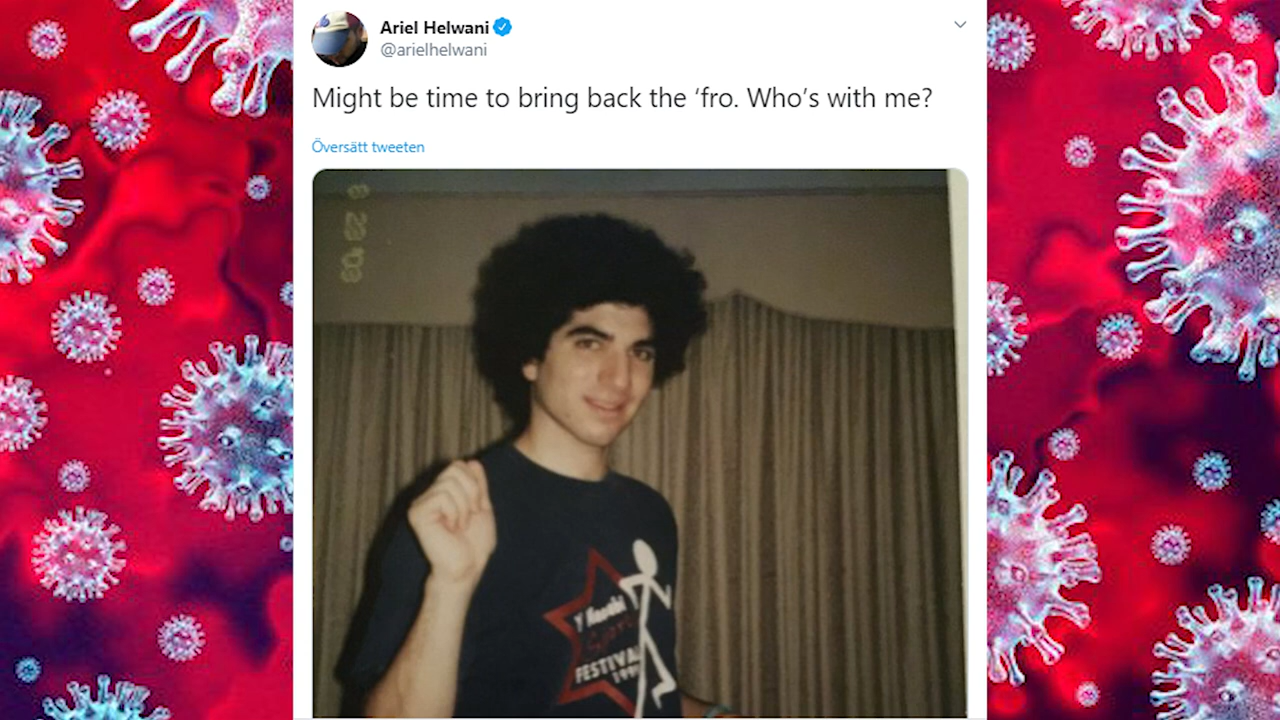 Ariel Helwani
@arielhelwani
Might be time to bring back the ‘fro. Who’s with me?
Översätt tweeten
FESTIVAL